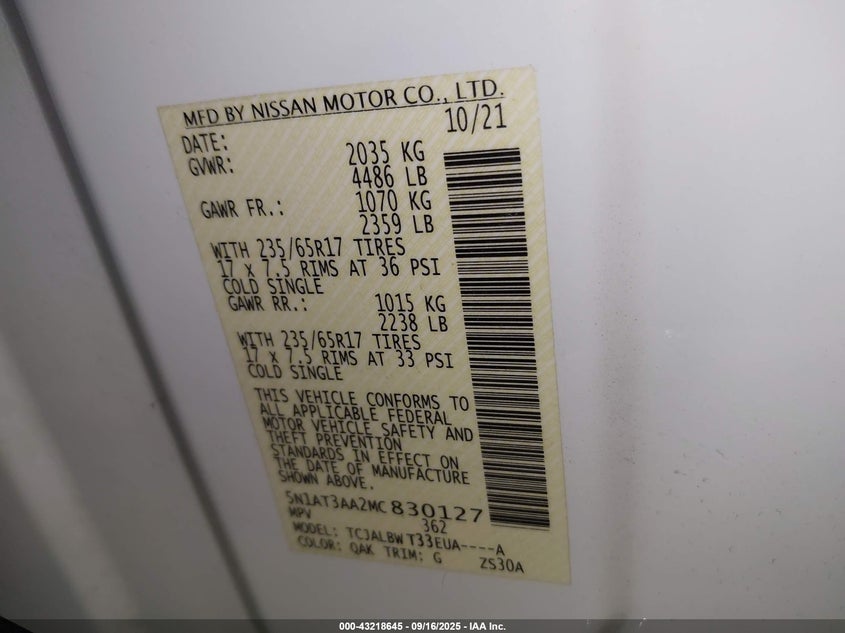 MFD BY NISSAN MOTOR CO., LTD.
DATE: 10/21
GVWR: 2035 KG
4486 LB
GAWR FR.: 1070 KG
2359 LB
WITH 235/65R17 TIRES
17 x 7.5 RIMS AT 36 PSI
COLD SINGLE
GAWR RR.: 1015 KG
2238 LB
WITH 235/65R17 TIRES
17 x 7.5 RIMS AT 33 PSI
COLD SINGLE
THIS VEHICLE CONFORMS TO
ALL APPLICABLE FEDERAL
MOTOR VEHICLE SAFETY AND
THEFT PREVENTION
STANDARDS IN EFFECT ON
THE DATE OF MANUFACTURE
SHOWN ABOVE.
5N1AT3AA2MC830127
MPV 362
MODEL: TCJALBW T33EUA----A
COLOR: QAK TRIM: G ZS30A
000-43218645 - 09/16/2025 - IAA Inc.